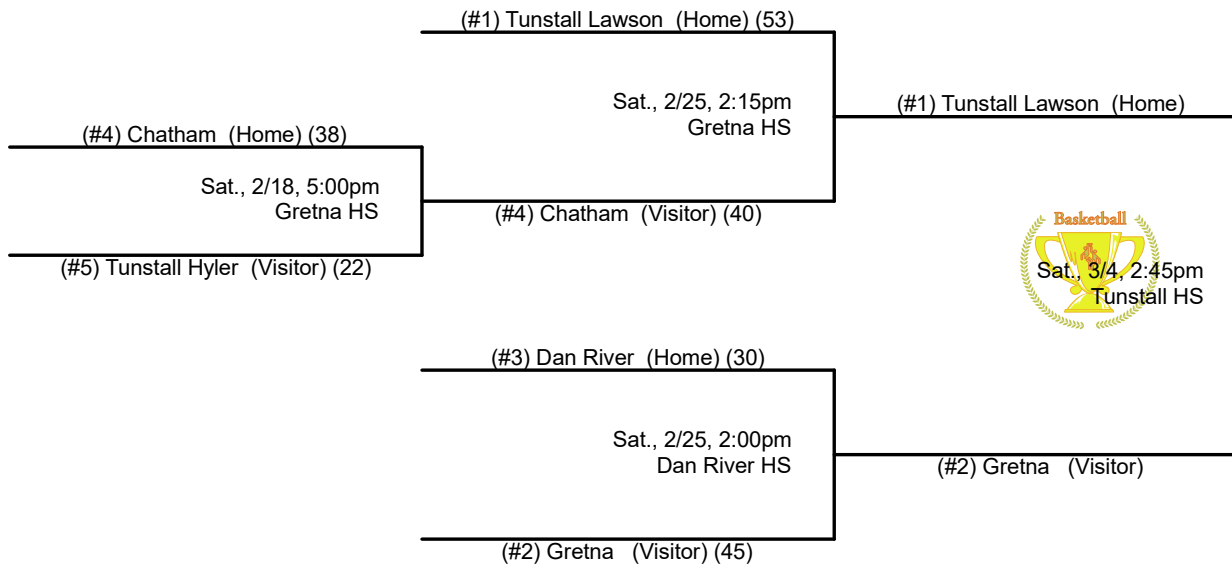 (#1) Tunstall Lawson (Home) (53)
Sat., 2/25, 2:15pm
Gretna HS
(#1) Tunstall Lawson (Home)
(#4) Chatham (Home) (38)
Sat., 2/18, 5:00pm
Gretna HS
(#4) Chatham (Visitor) (40)
(#5) Tunstall Hyler (Visitor) (22)
Basketball
Sat., 3/4, 2:45pm
Tunstall HS
(#3) Dan River (Home) (30)
Sat., 2/25, 2:00pm
Dan River HS
(#2) Gretna (Visitor)
(#2) Gretna (Visitor) (45)